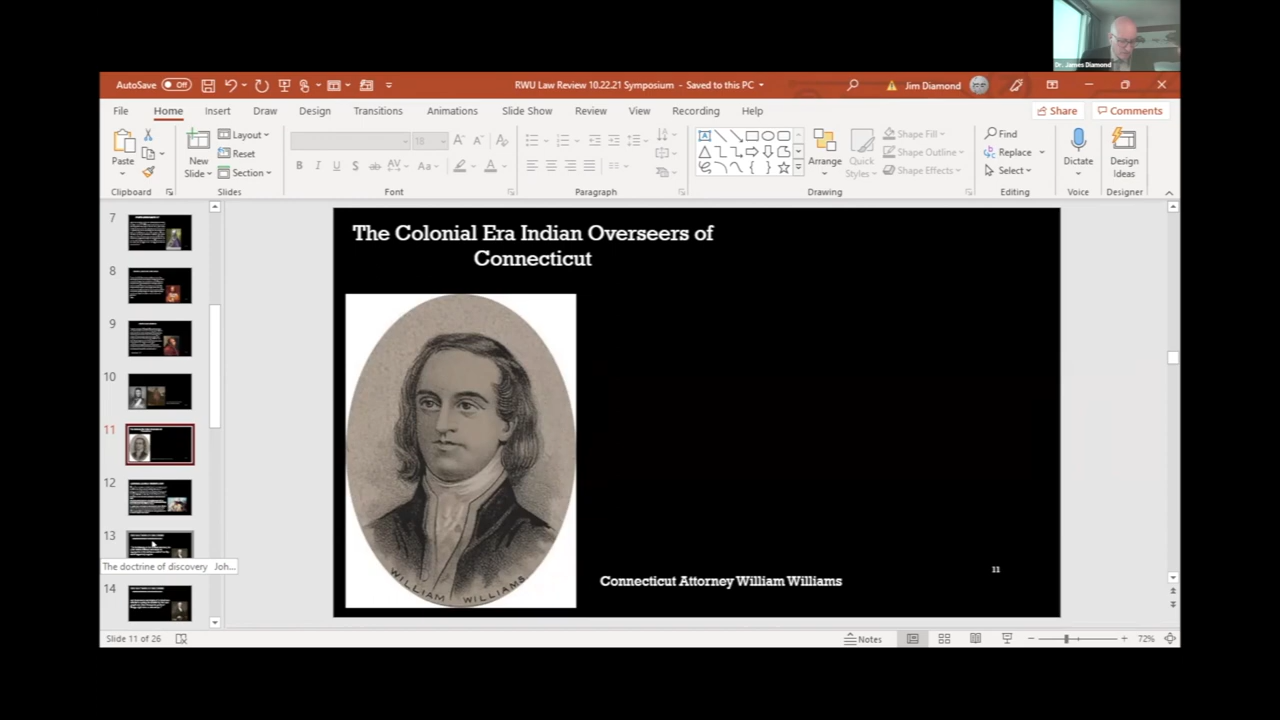 Dr. James Diamond
AutoSave Off RWU Law Review 10.22.21 Symposium - Saved to this PC Jim Diamond
File Home Insert Draw Design Transitions Animations Slide Show Review View Recording Help Share Comments
Paste New Slide Layout Reset Section 18 Arrange Quick Styles Shape Fill Shape Outline Shape Effects Find Replace Select Dictate Design Ideas
Clipboard Slides Font Paragraph Drawing Editing Voice Designer
7
8
9
10
11
12
13
The doctrine of discovery Joh...
14
The Colonial Era Indian Overseers of
Connecticut
WILLIAM WILLIAMS
Connecticut Attorney William Williams
11
Slide 11 of 26 Notes 72%